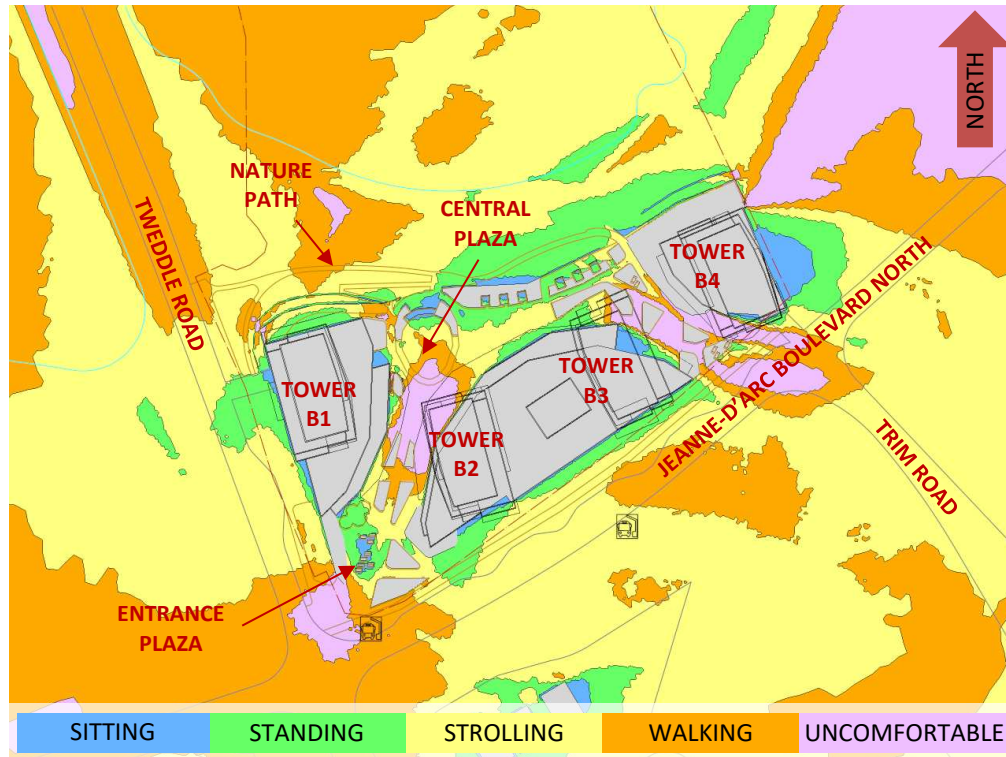 NORTH
NATURE
PATH
CENTRAL
PLAZA
TWEDDLE ROAD
TOWER
B4
JEANNE-D'ARC BOULEVARD NORTH
TOWER
B1
TOWER
B3
TOWER
B2
TRIM ROAD
ENTRANCE
PLAZA
SITTING
STANDING
STROLLING
WALKING
UNCOMFORTABLE